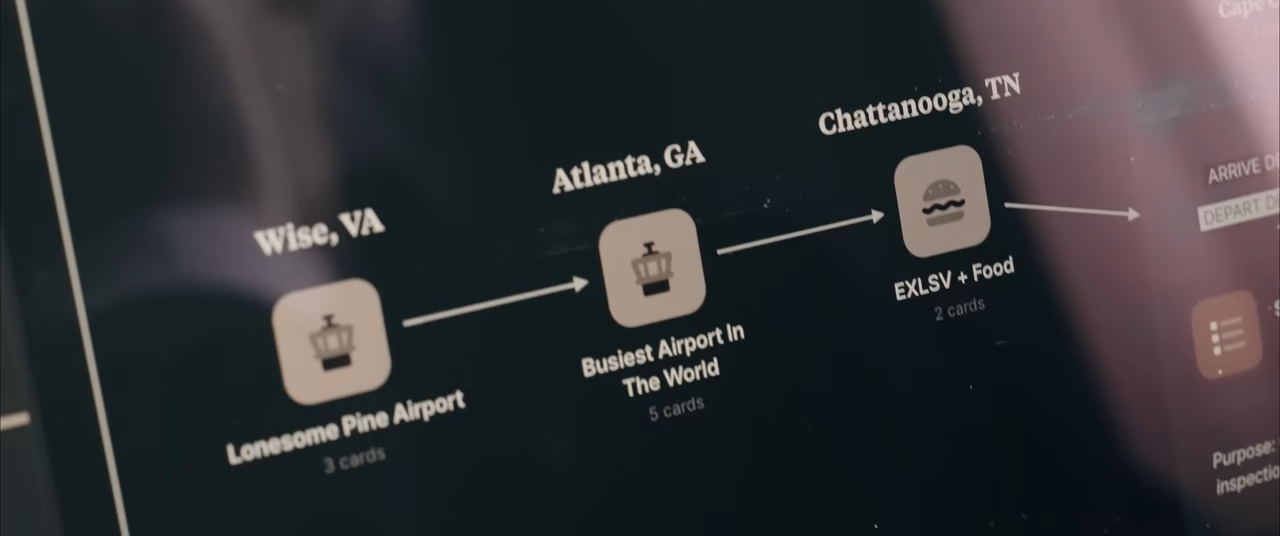 Wise, VA
Lonesome Pine Airport
3 cards
Atlanta, GA
Busiest Airport In
The World
5 cards
Chattanooga, TN
EXLSV + Food
2 cards
Cape
ARRIVE
DEPART
Purpose: